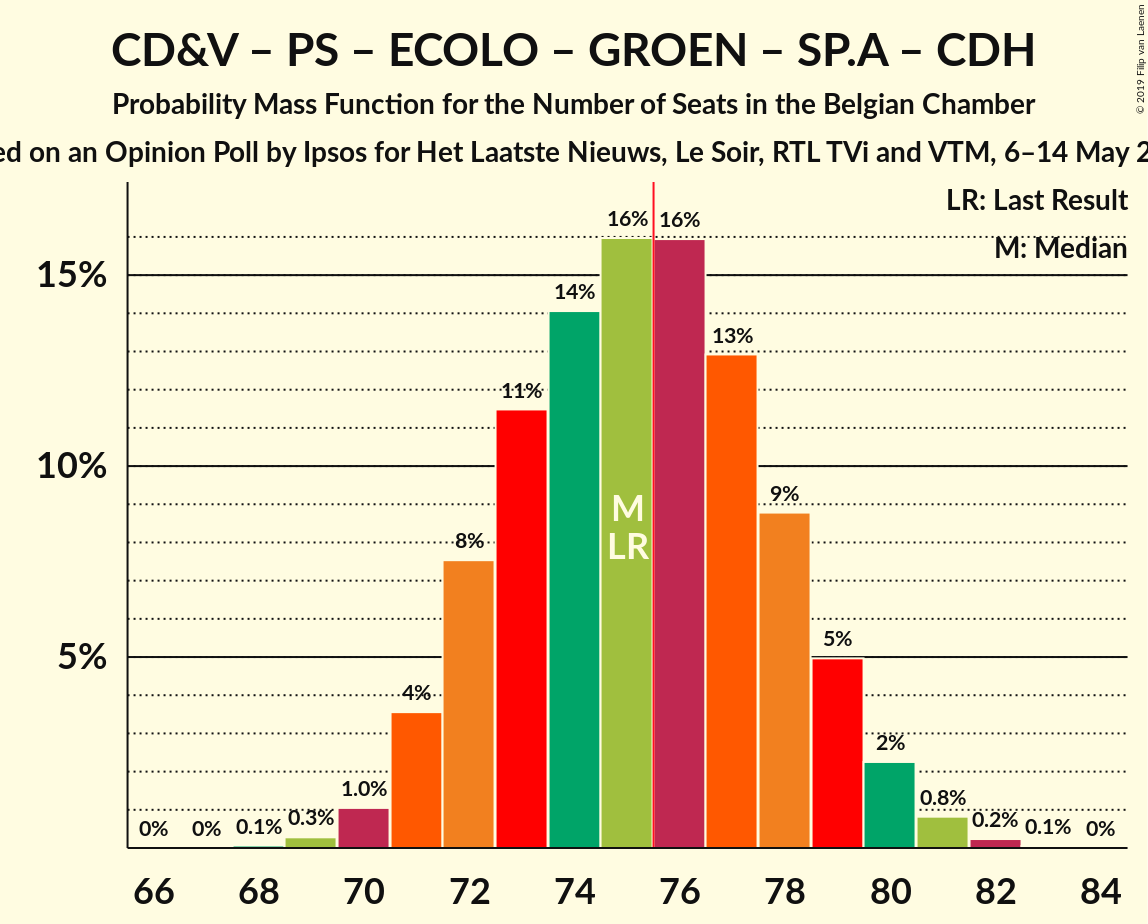 CD&V – PS – ECOLO – GROEN – SP.A – CDH
Probability Mass Function for the Number of Seats in the Belgian Chamber
on an Opinion Poll by Ipsos for Het Laatste Nieuws, Le Soir, RTL TVi and VTM, 6–14 May
© 2019 Filip van Laenen
LR: Last Result
M: Median
15%
10%
5%
0% 0% 0.1% 0.3% 1.0% 4% 8% 11% 14% 16% 16% 13% 9% 5% 2% 0.8% 0.2% 0.1% 0%
M
LR
66 68 70 72 74 76 78 80 82 84